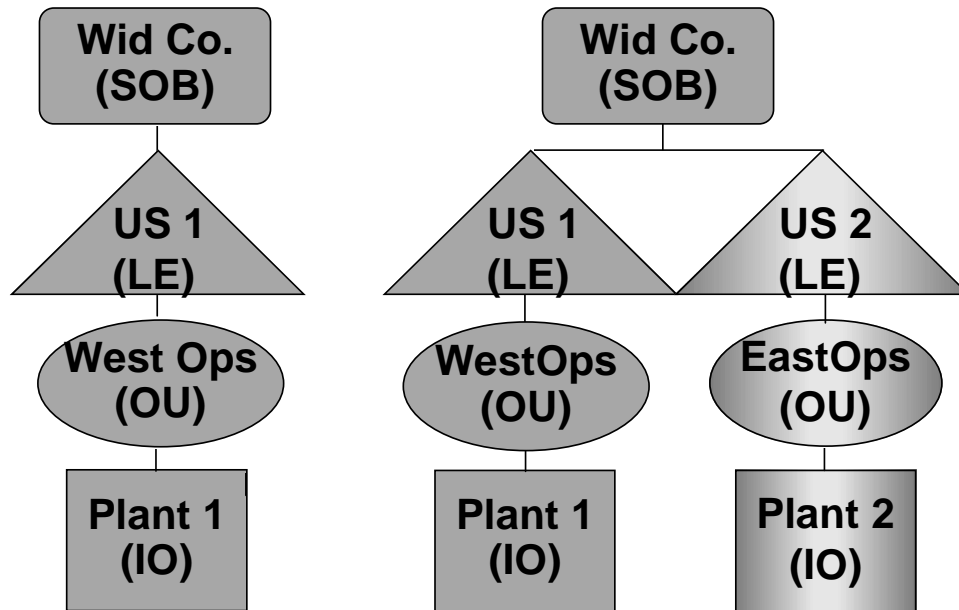 Wid Co.
(SOB)
US 1
(LE)
West Ops
(OU)
Plant 1
(IO)
Wid Co.
(SOB)
US 1
(LE)
WestOps
(OU)
Plant 1
(IO)
US 2
(LE)
EastOps
(OU)
Plant 2
(IO)